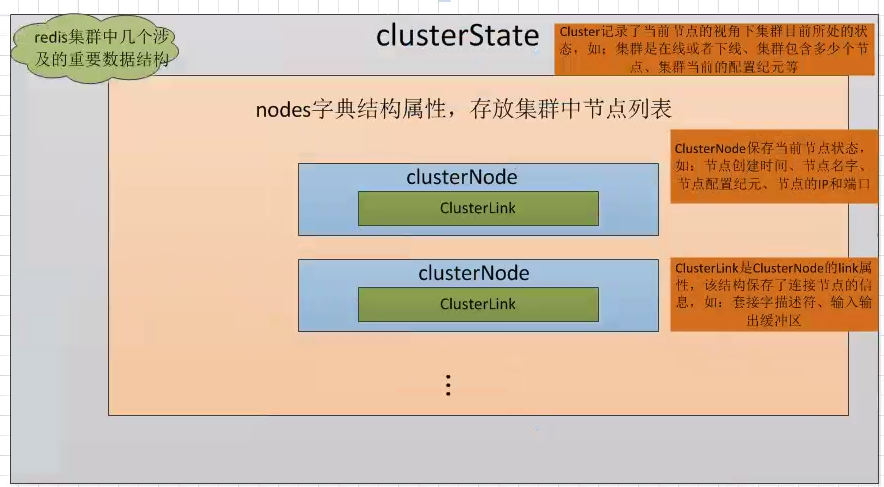 redis集群中几个涉
及的重要数据结构
clusterState
Cluster记录了当前节点的视角下集群目前所处的状
态，如：集群是在线或者下线、集群包含多少个节
点、集群当前的配置纪元等
nodes字典结构属性，存放集群中节点列表
ClusterNode保存当前节点状态，
如：节点创建时间、节点名字、
节点配置纪元、节点的IP和端口
clusterNode
ClusterLink
clusterNode
ClusterLink
ClusterLink是ClusterNode的link属
性，该结构保存了连接节点的信
息，如：套接字描述符、输入输
出缓冲区